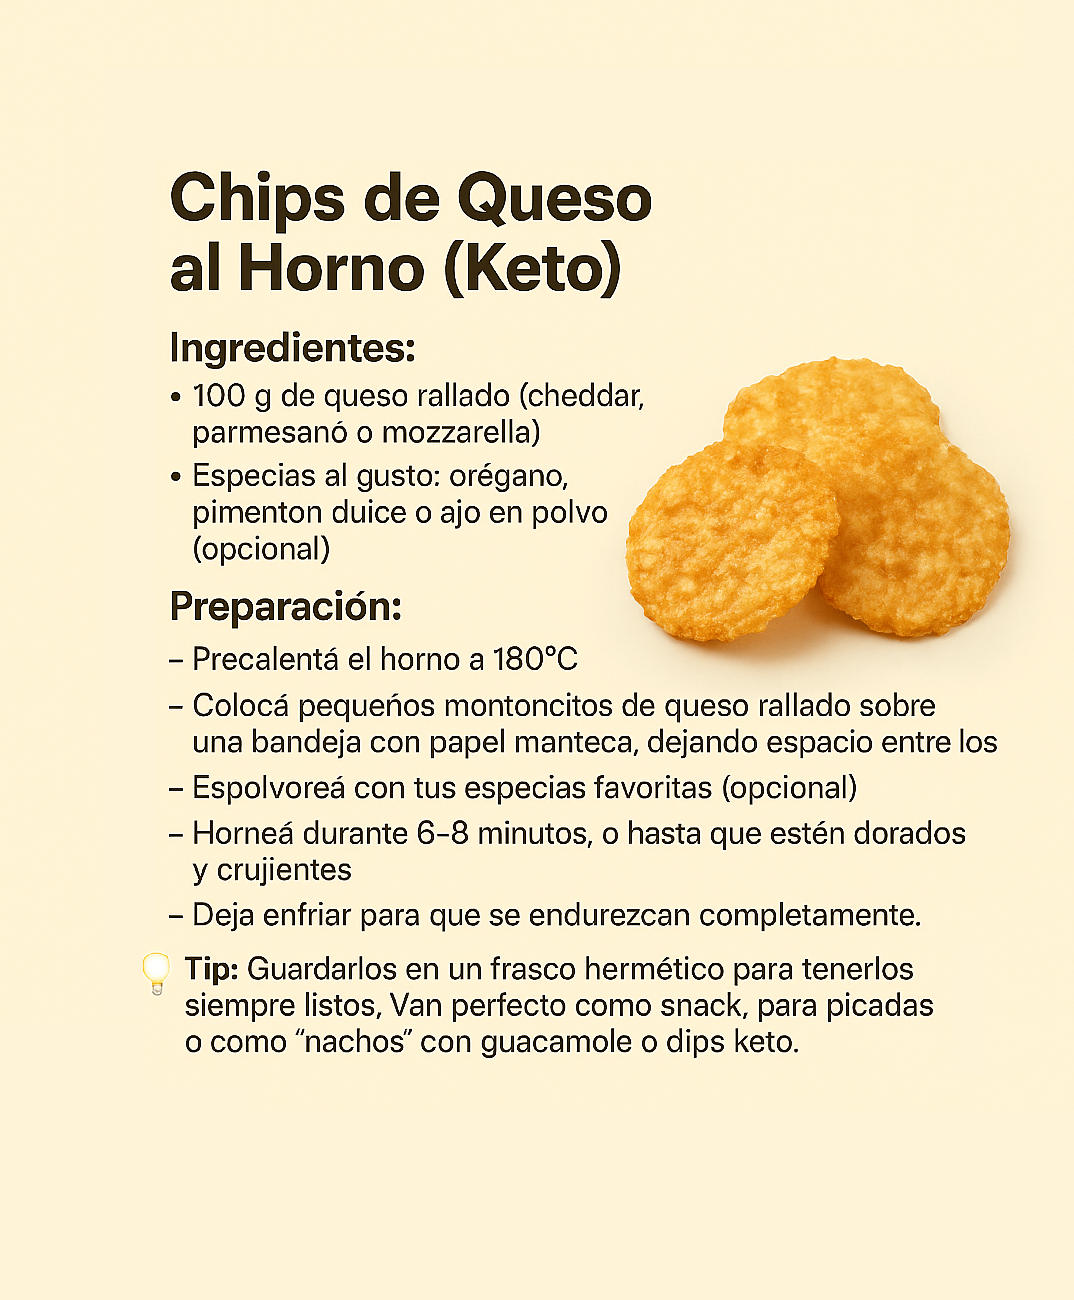 Chips de Queso
al Horno (Keto)
Ingredientes:
• 100 g de queso rallado (cheddar,
parmesanó o mozzarella)
• Especias al gusto: orégano,
pimenton duice o ajo en polvo
(opcional)
Preparación:
– Precalentá el horno a 180°C
– Colocá pequeńos montoncitos de queso rallado sobre
una bandeja con papel manteca, dejando espacio entre los
– Espolvoreá con tus especias favoritas (opcional)
– Horneá durante 6–8 minutos, o hasta que estén dorados
y crujientes
– Deja enfriar para que se endurezcan completamente.
Tip: Guardarlos en un frasco hermético para tenerlos
siempre listos, Van perfecto como snack, para picadas
o como “nachos” con guacamole o dips keto.